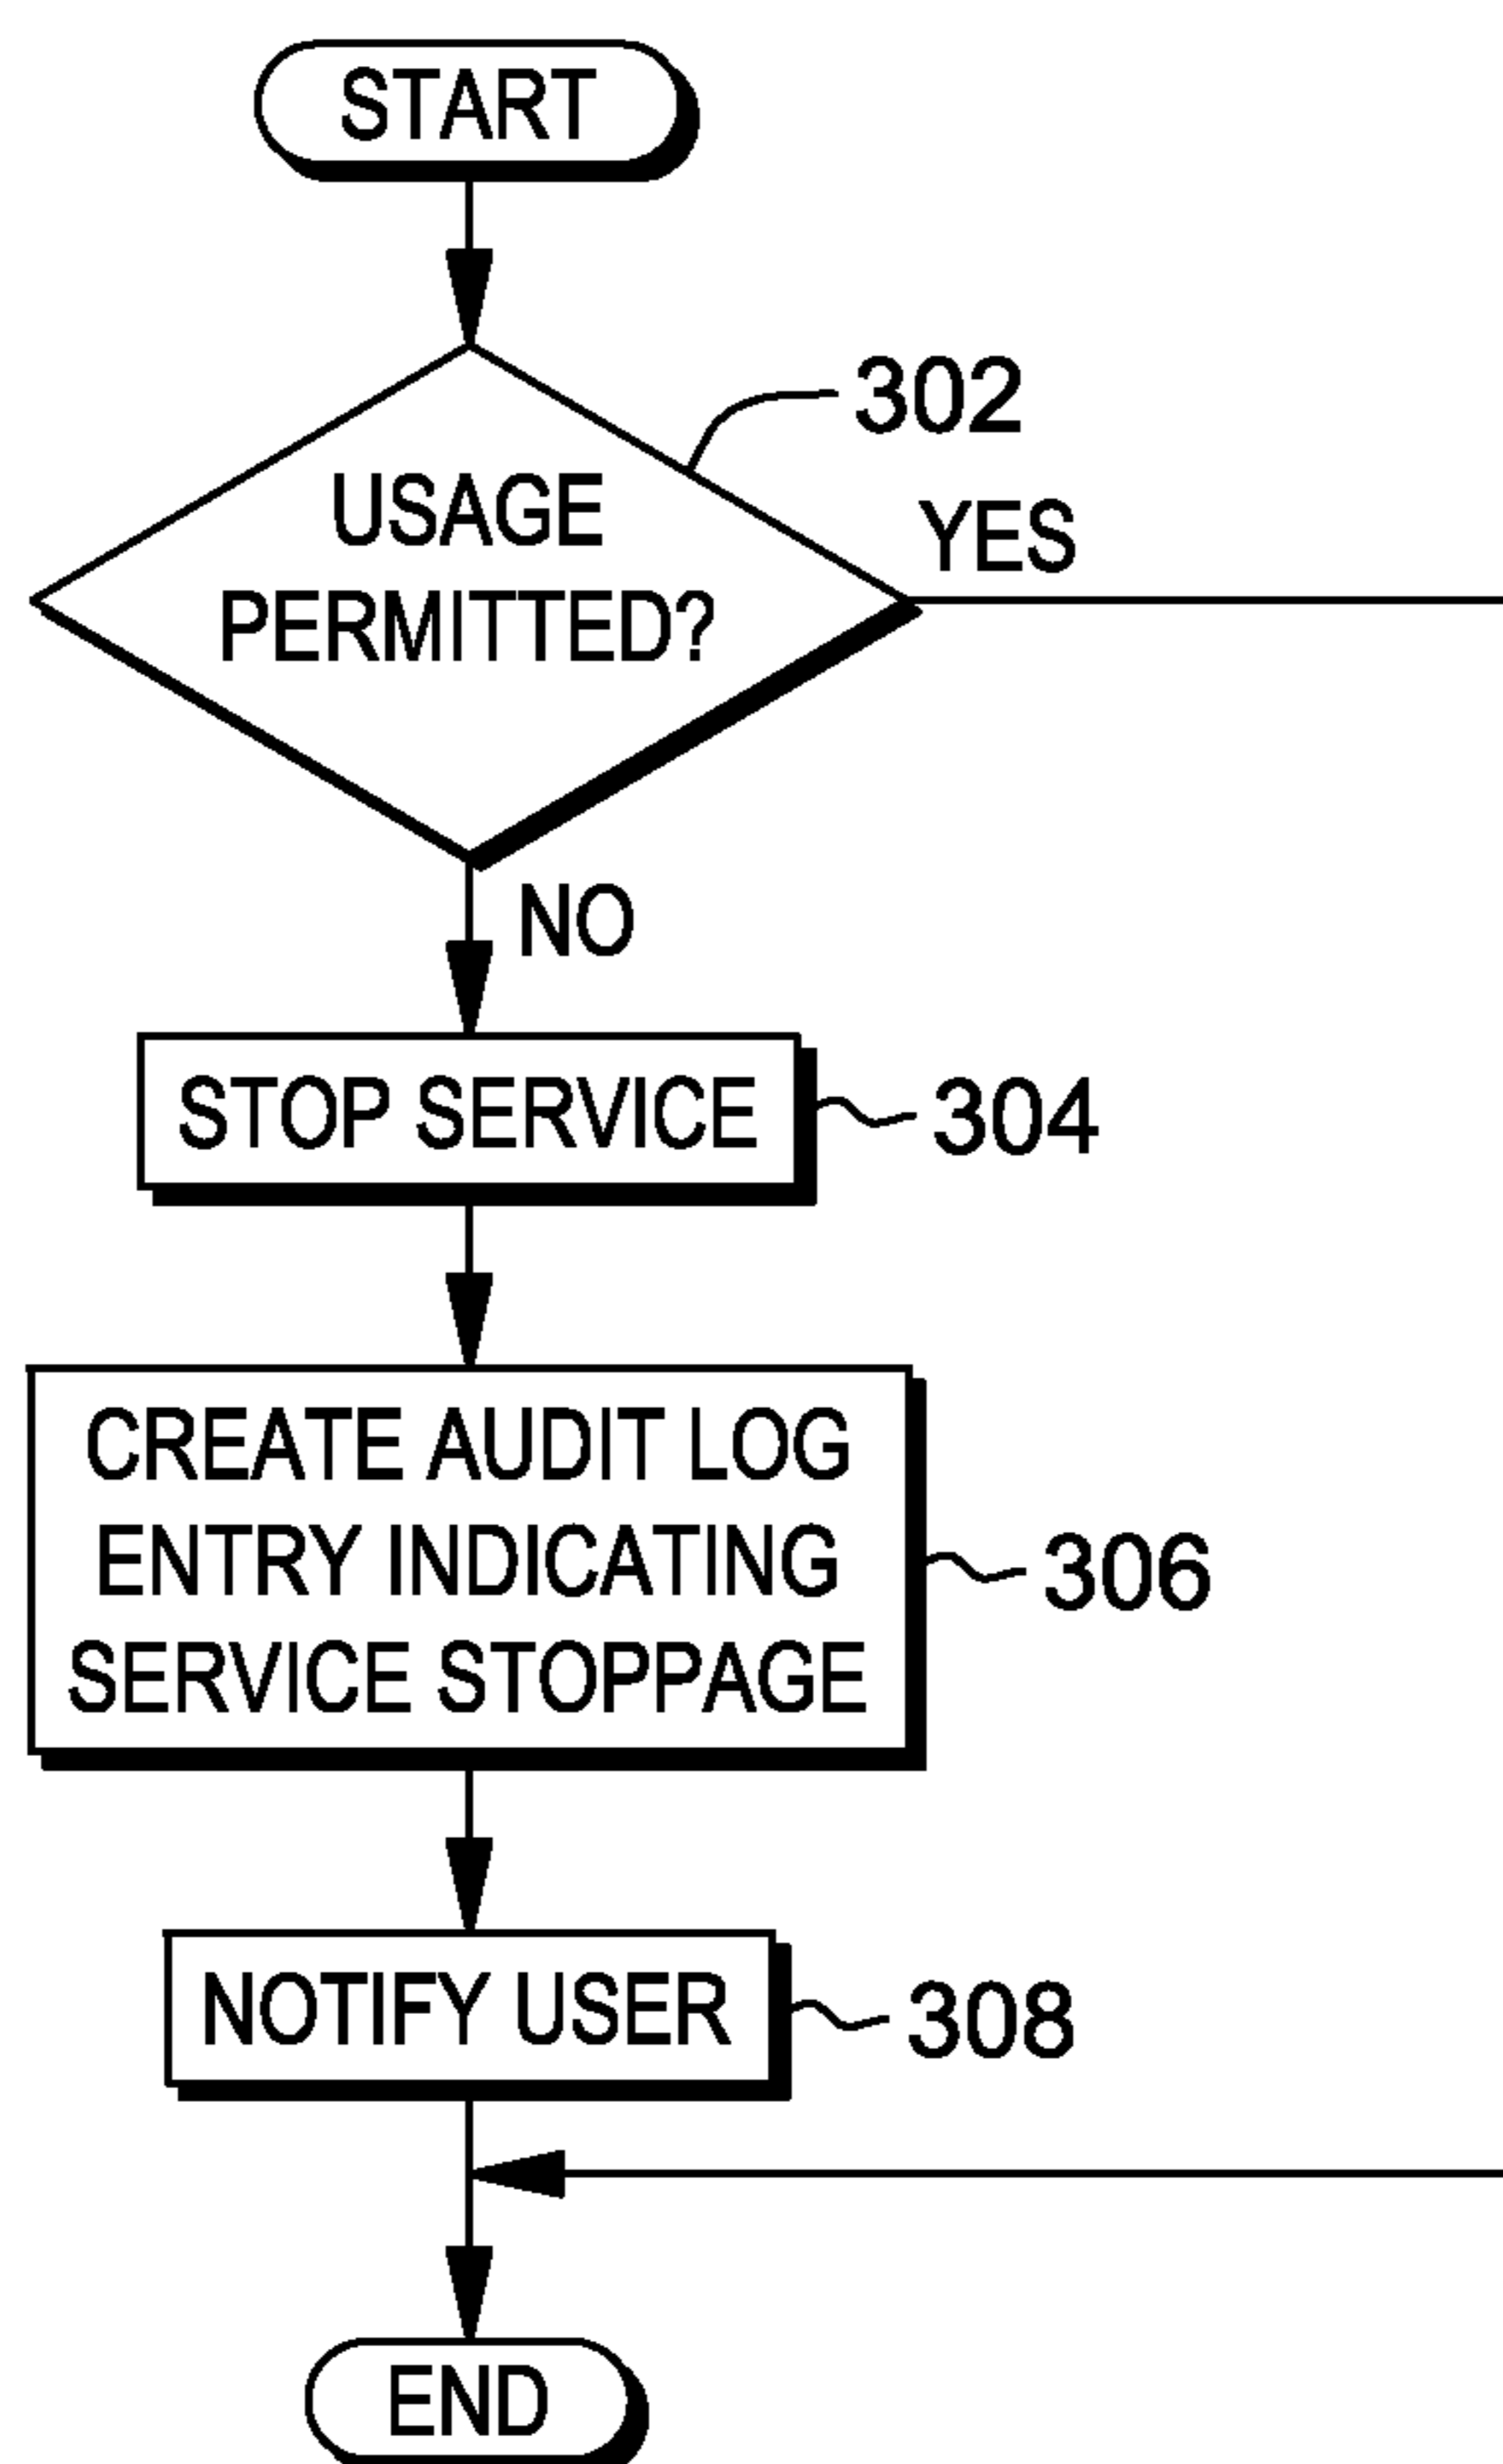 START
302
USAGE
PERMITTED?
YES
NO
STOP SERVICE
304
CREATE AUDIT LOG
ENTRY INDICATING
SERVICE STOPPAGE
306
NOTIFY USER
308
END